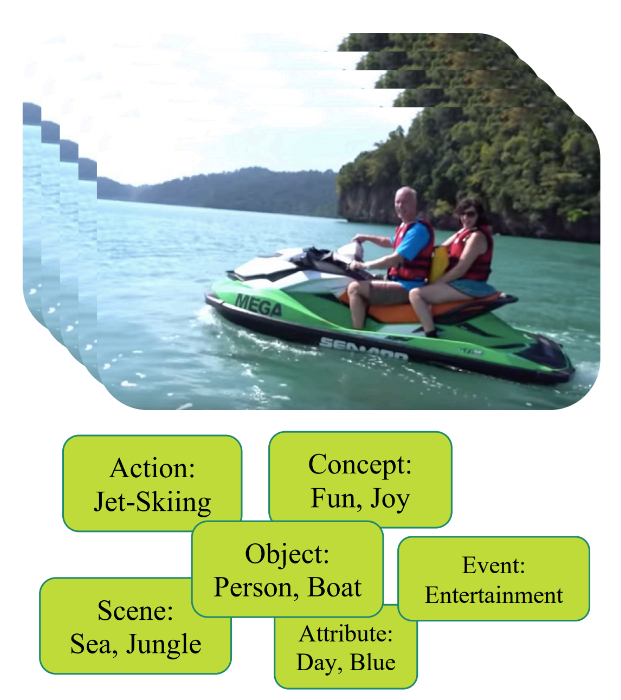 MEGA
SEA-DOO
Action:
Jet-Skiing
Concept:
Fun, Joy
Object:
Person, Boat
Event:
Entertainment
Scene:
Sea, Jungle
Attribute:
Day, Blue